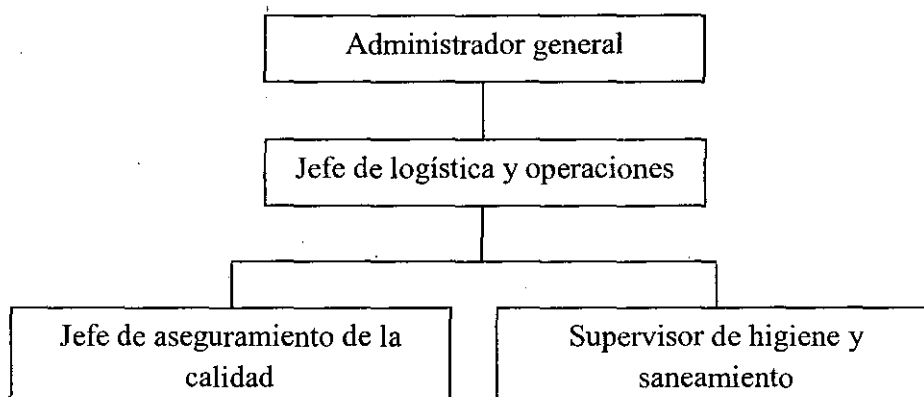 Administrador general
Jefe de logística y operaciones
Jefe de aseguramiento de la
calidad
Supervisor de higiene y
saneamiento